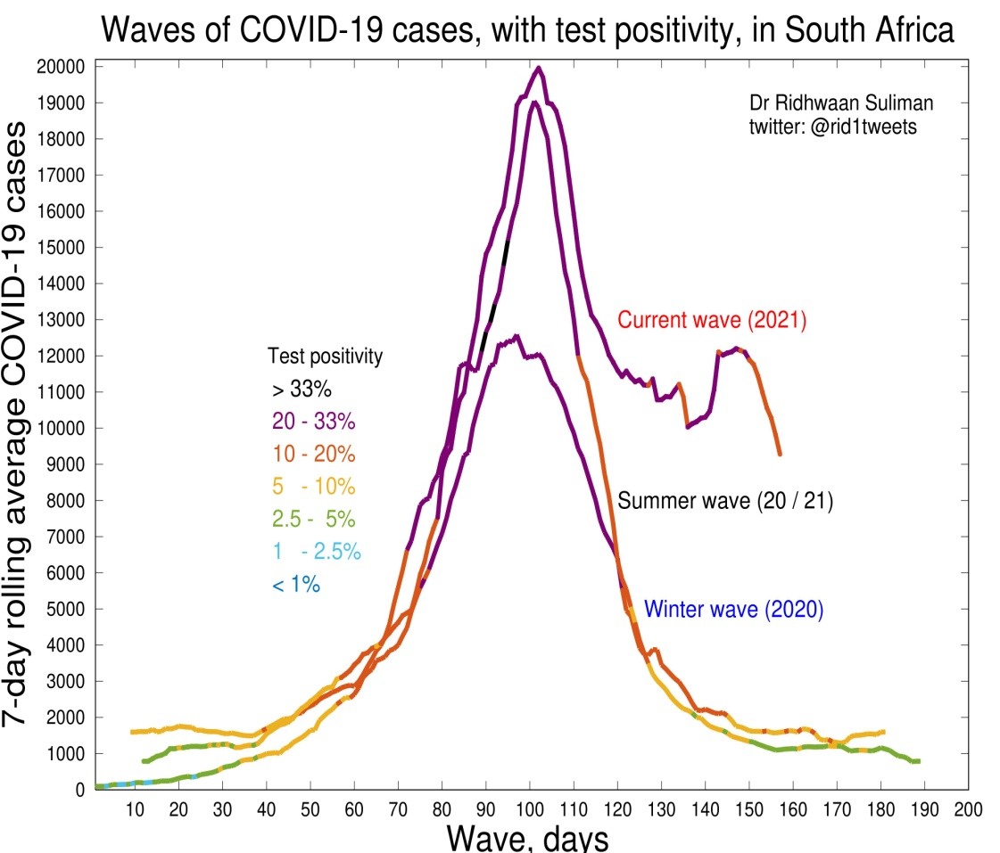 Waves of COVID-19 cases, with test positivity, in South Africa
7-day rolling average COVID-19 cases
20000
19000
18000
17000
16000
15000
14000
13000
12000
11000
10000
9000
8000
7000
6000
5000
4000
3000
2000
1000
0
Dr Ridhwaan Suliman
twitter: @rid1tweets
Current wave (2021)
Test positivity
> 33%
20 - 33%
10 - 20%
5 - 10%
2.5 - 5%
1 - 2.5%
< 1%
Summer wave (20 / 21)
Winter wave (2020)
10 20 30 40 50 60 70 80 90 100 110 120 130 140 150 160 170 180 190 200
Wave, days